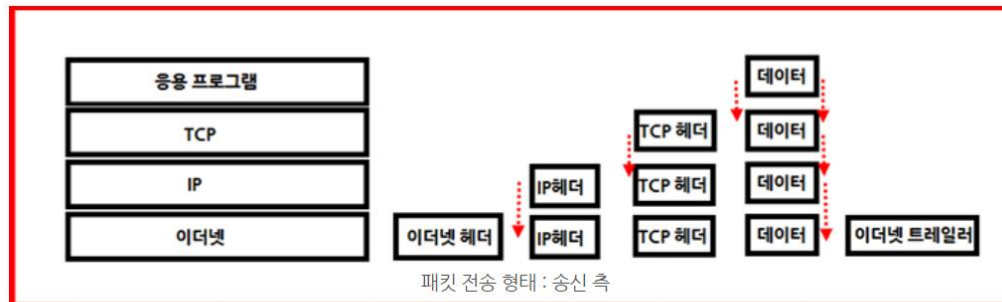 응용 프로그램 데이터
TCP TCP 헤더 데이터
IP IP헤더 TCP 헤더 데이터
이더넷 이더넷 헤더 IP헤더 TCP 헤더 데이터 이더넷 트레일러
패킷 전송 형태 : 송신 측